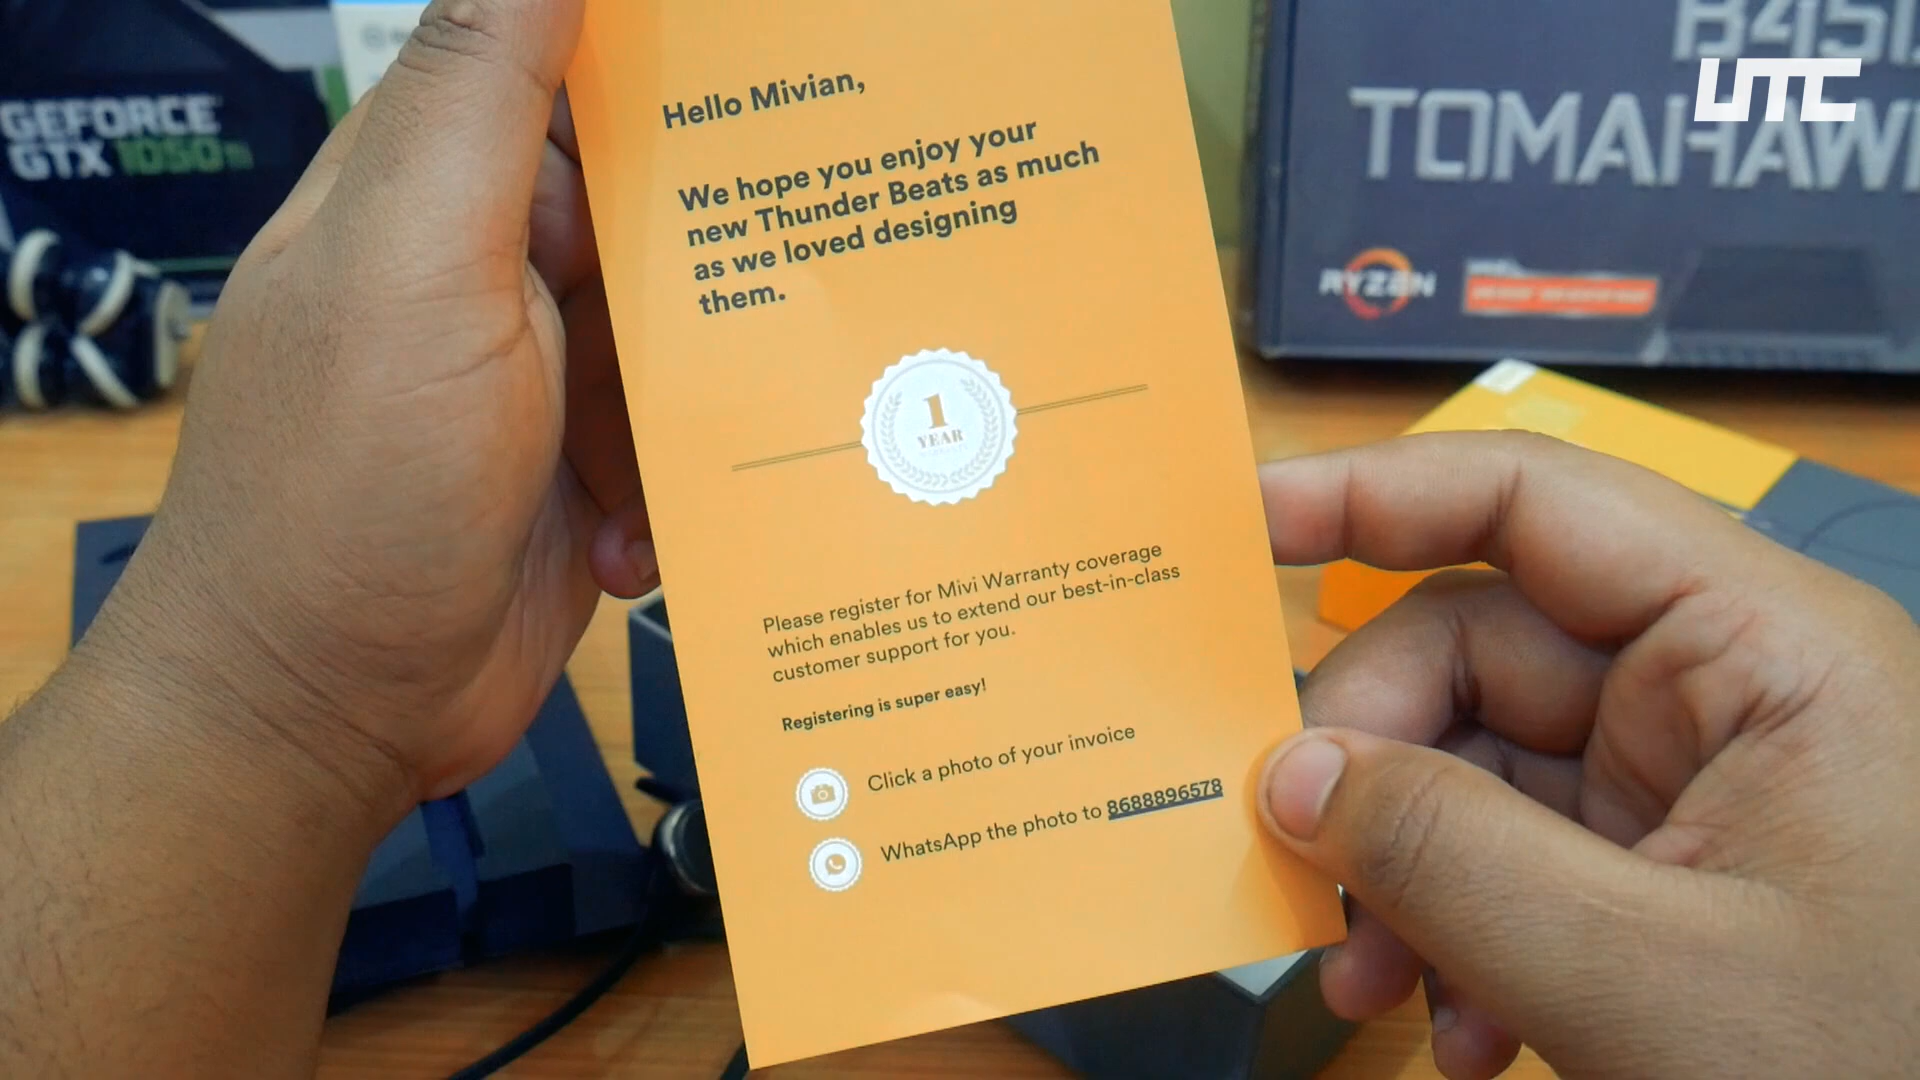 GEFORCE
GTX 1050 Ti
B450
TOMAHAWK
UTC
RYZEN
Hello Mivian,
We hope you enjoy your
new Thunder Beats as much
as we loved designing
them.
1
YEAR
WARRANTY
Please register for Mivi Warranty coverage
which enables us to extend our best-in-class
customer support for you.
Registering is super easy!
Click a photo of your invoice
WhatsApp the photo to 8688896578